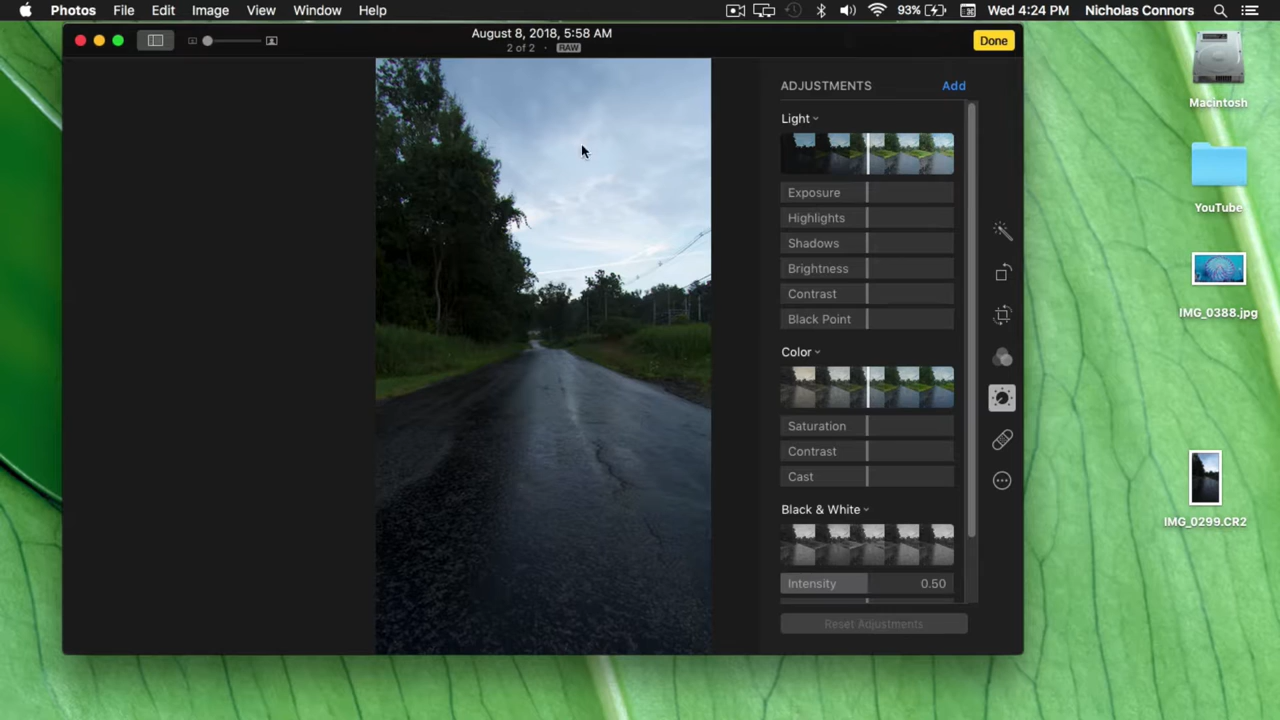 Photos File Edit Image View Window Help 93% Wed 4:24 PM Nicholas Connors
August 8, 2018, 5:58 AM
2 of 2 · RAW
Done
ADJUSTMENTS Add
Light
Exposure
Highlights
Shadows
Brightness
Contrast
Black Point
Color
Saturation
Contrast
Cast
Black & White
Intensity 0.50
Reset Adjustments
Macintosh
YouTube
IMG_0388.jpg
IMG_0299.CR2